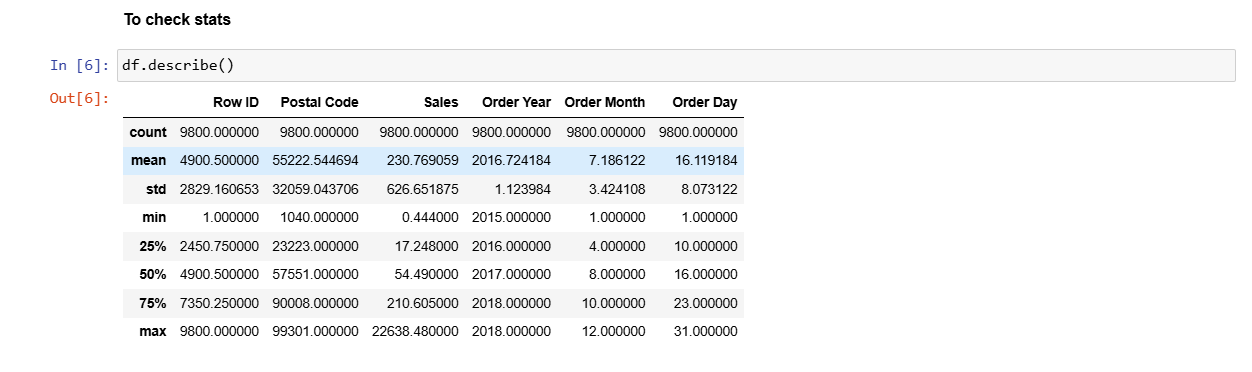 To check stats
In [6]: df.describe()
Out[6]:
Row ID Postal Code Sales Order Year Order Month Order Day
count 9800.000000 9800.000000 9800.000000 9800.000000 9800.000000 9800.000000
mean 4900.500000 55222.544694 230.769059 2016.724184 7.186122 16.119184
std 2829.160653 32059.043706 626.651875 1.123984 3.424108 8.073122
min 1.000000 1040.000000 0.444000 2015.000000 1.000000 1.000000
25% 2450.750000 23223.000000 17.248000 2016.000000 4.000000 10.000000
50% 4900.500000 57551.000000 54.490000 2017.000000 8.000000 16.000000
75% 7350.250000 90008.000000 210.605000 2018.000000 10.000000 23.000000
max 9800.000000 99301.000000 22638.480000 2018.000000 12.000000 31.000000